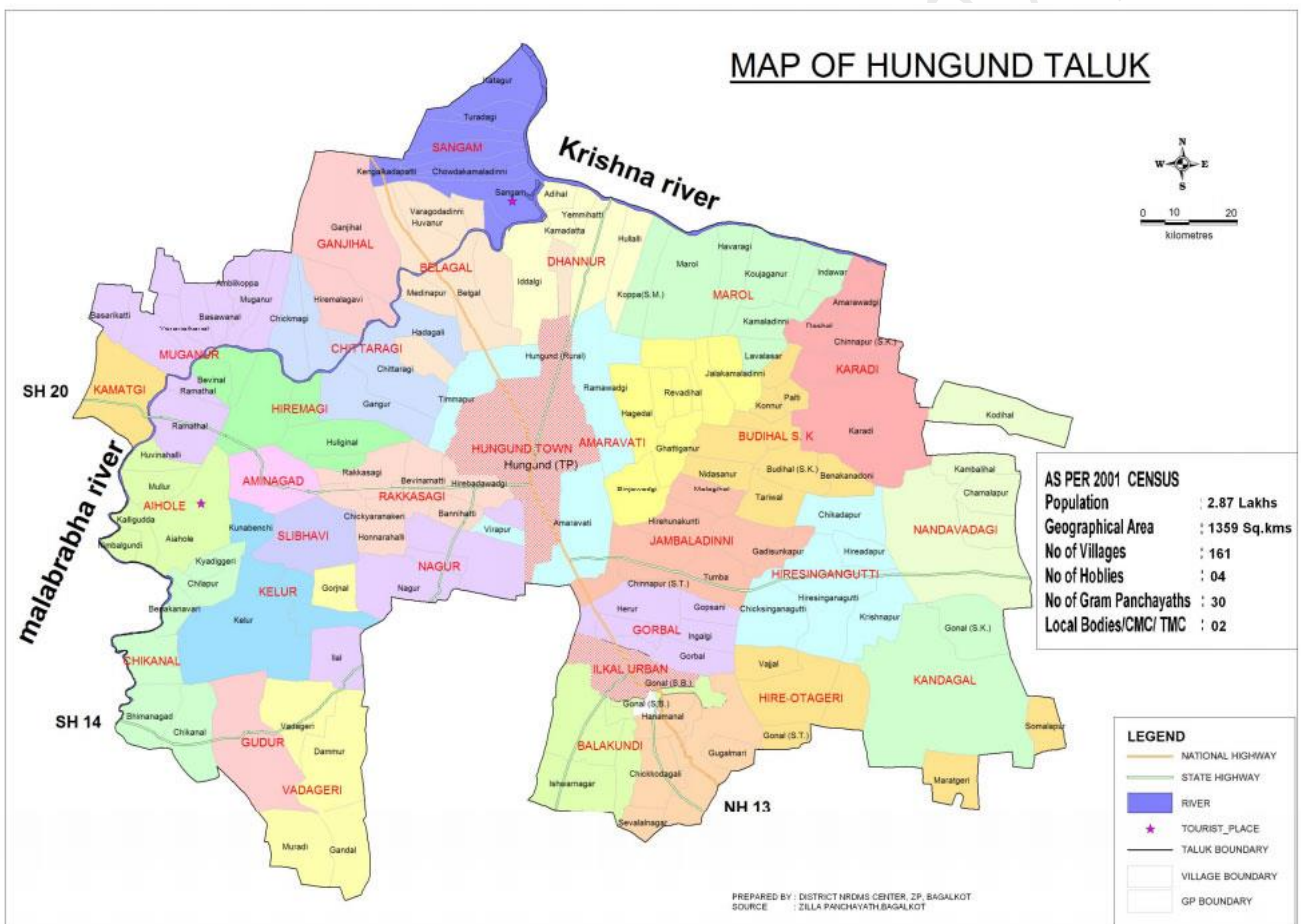 MAP OF HUNGUND TALUK
N
W E
S
0 10 20
kilometres
Krishna river
malabrabha river
SH 20
SH 14
NH 13
Katagur
Turadagi
SANGAM
Kengalkadapatti
Chowdakamaladinni
Sangam
Adihal
Yemmihatti
Varagodadinni
Huvanur
Kamadatta
Hullalli
Ganjihal
GANJIHAL
BELAGAL
DHANNUR
Havaragi
Marol
Koujaganur
Indawar
Iddalgi
Medinapur
Belgal
Koppa(S.M.)
MAROL
Hiremalagavi
Ambilkoppa
Muganur
Basarikatti
Basawanal
Chickmagi
Amarawadgi
Kamaladinni
Chinnapur (S.K.)
Hadagali
CHITTARAGI
MUGANUR
Hungund (Rural)
Lavalasar
KARADI
Chittaragi
Bevinal
Ramathal
KAMATGI
Jalakamaladinni
Ramawadgi
Revadihal
Palti
Konnur
HIREMAGI
Gangur
Timmapur
Hagedal
Kodihal
Ramathal
Huliginal
HUNGUND TOWN
AMARAVATI
BUDIHAL S. K
Karadi
Huvinahalli
Hungund (TP)
Ghattiganur
Rakkasagi
Bevinamatti
Hirebadawadgi
Nidasanur
Budihal (S.K.)
Benakanadoni
Kambalihal
Mullur
AMINAGAD
RAKKASAGI
Binjawadgi
Chamalapur
AIHOLE
Tariwal
Kalligudda
Chickyaranakeri
Bannihatti
Amaravati
Hirehunakunti
Chikadapur
Kunabenchi
Virapur
NANDAVADAGI
Aiahole
SLIBHAVI
Honnarahalli
JAMBALADINNI
Gadisunkapur
Hireadapur
Kyadiggeri
NAGUR
Chilapur
HIRESINGANGUTTI
Tumba
Chinnapur (S.T.)
KELUR
Gorjnal
Nagur
Benakanavari
Hiresinganagutti
Herur
Gopsani
Chicksinganagutti
Krishnapur
Kelur
GORBAL
Ingalgi
Gonal (S.K.)
CHIKANAL
Ilal
Gorbal
Vajjal
ILKAL URBAN
KANDAGAL
Gonal (S.B.)
HIRE-OTAGERI
Gonal (S.B.)
Bhimanagad
Hanamanal
Chikanal
Vadageri
Somalapur
GUDUR
Gonal (S.T.)
Dammur
BALAKUNDI
Gugalmari
Chickkodagali
Ishwarnagar
Maratgeri
VADAGERI
Sevalalnagar
Muradi
Gandal
AS PER 2001 CENSUS
Population : 2.87 Lakhs
Geographical Area : 1359 Sq.kms
No of Villages : 161
No of Hoblies : 04
No of Gram Panchayaths : 30
Local Bodies/CMC/ TMC : 02
LEGEND
NATIONAL HIGHWAY
STATE HIGHWAY
RIVER
TOURIST_PLACE
TALUK BOUNDARY
VILLAGE BOUNDARY
GP BOUNDARY
PREPARED BY : DISTRICT NRDMS CENTER, ZP, BAGALKOT
SOURCE : ZILLA PANCHAYATH,BAGALKOT